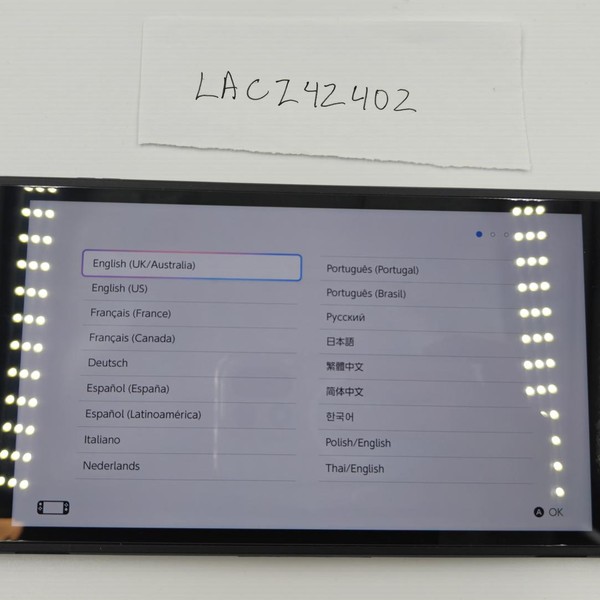 LACZ42402
English (UK/Australia)
English (US)
Français (France)
Français (Canada)
Deutsch
Español (España)
Español (Latinoamérica)
Italiano
Nederlands
Português (Portugal)
Português (Brasil)
Русский
日本語
繁體中文
简体中文
한국어
Polish/English
Thai/English
A OK